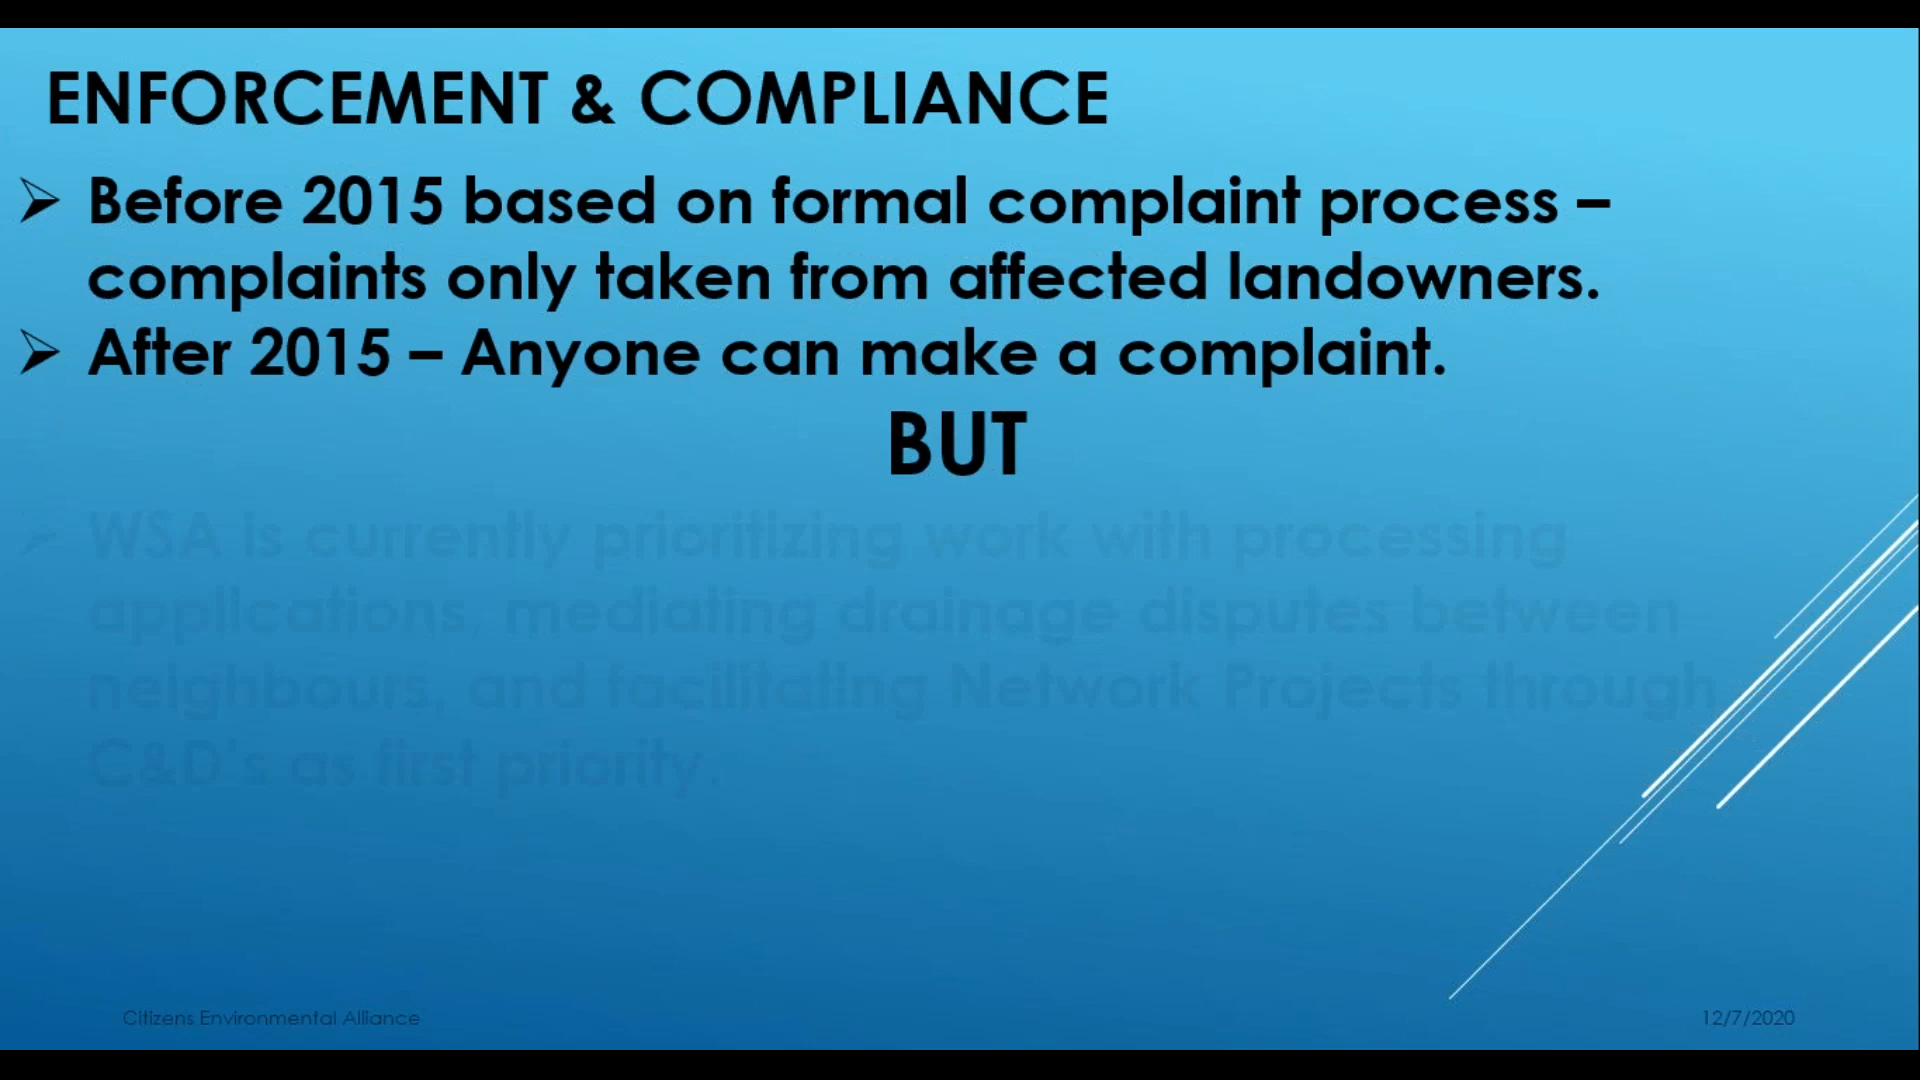 ENFORCEMENT & COMPLIANCE
➢ Before 2015 based on formal complaint process –
complaints only taken from affected landowners.
➢ After 2015 – Anyone can make a complaint.
BUT
➢ WSA is currently prioritizing work with processing
applications, mediating drainage disputes between
neighbours, and facilitating Network Projects through
C&D's as first priority.
Citizens Environmental Alliance
12/7/2020